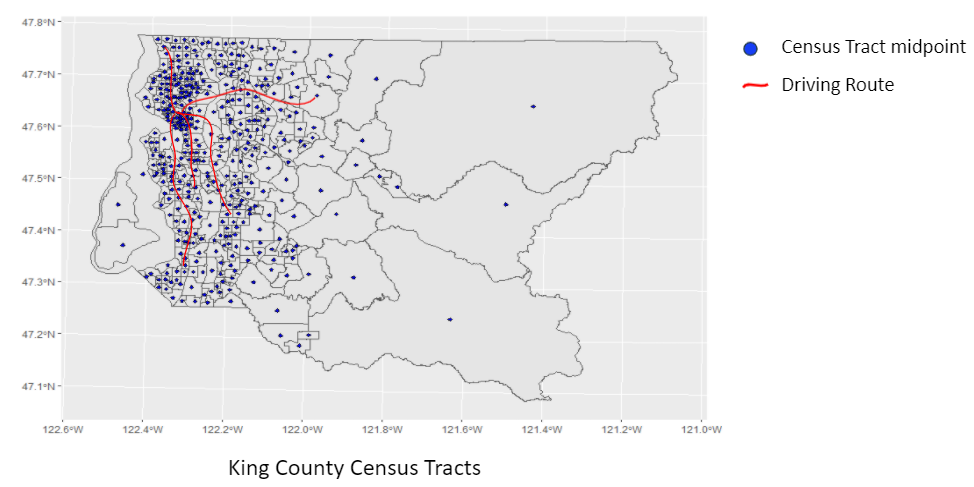 47.8°N
47.7°N
47.6°N
47.5°N
47.4°N
47.3°N
47.2°N
47.1°N
122.6°W 122.4°W 122.2°W 122.0°W 121.8°W 121.6°W 121.4°W 121.2°W 121.0°W
Census Tract midpoint
Driving Route
King County Census Tracts